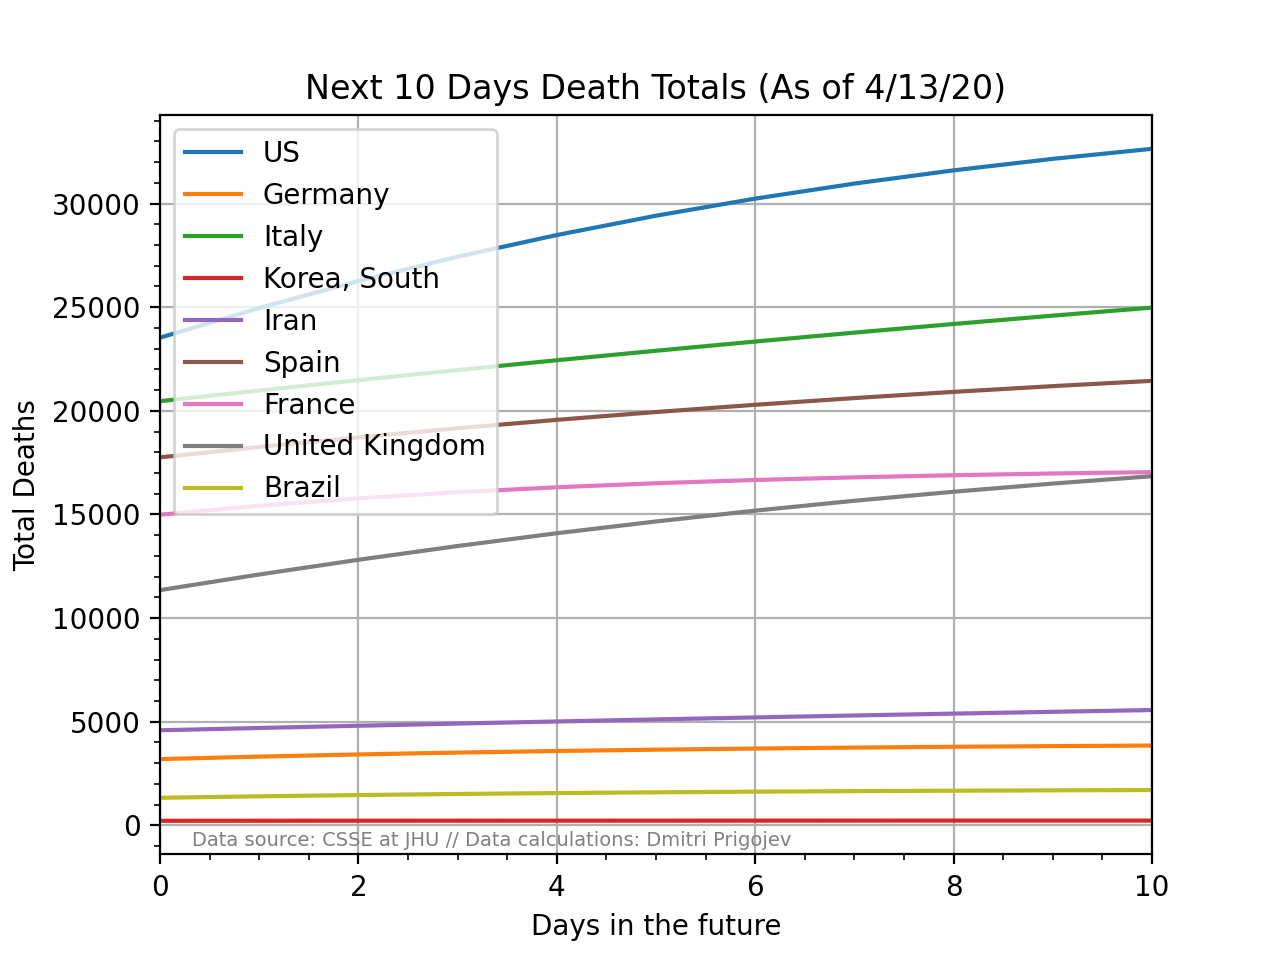 Next 10 Days Death Totals (As of 4/13/20)
US
Germany
Italy
Korea, South
Iran
Spain
France
United Kingdom
Brazil
Total Deaths
30000
25000
20000
15000
10000
5000
0
Data source: CSSE at JHU // Data calculations: Dmitri Prigojev
0 2 4 6 8 10
Days in the future